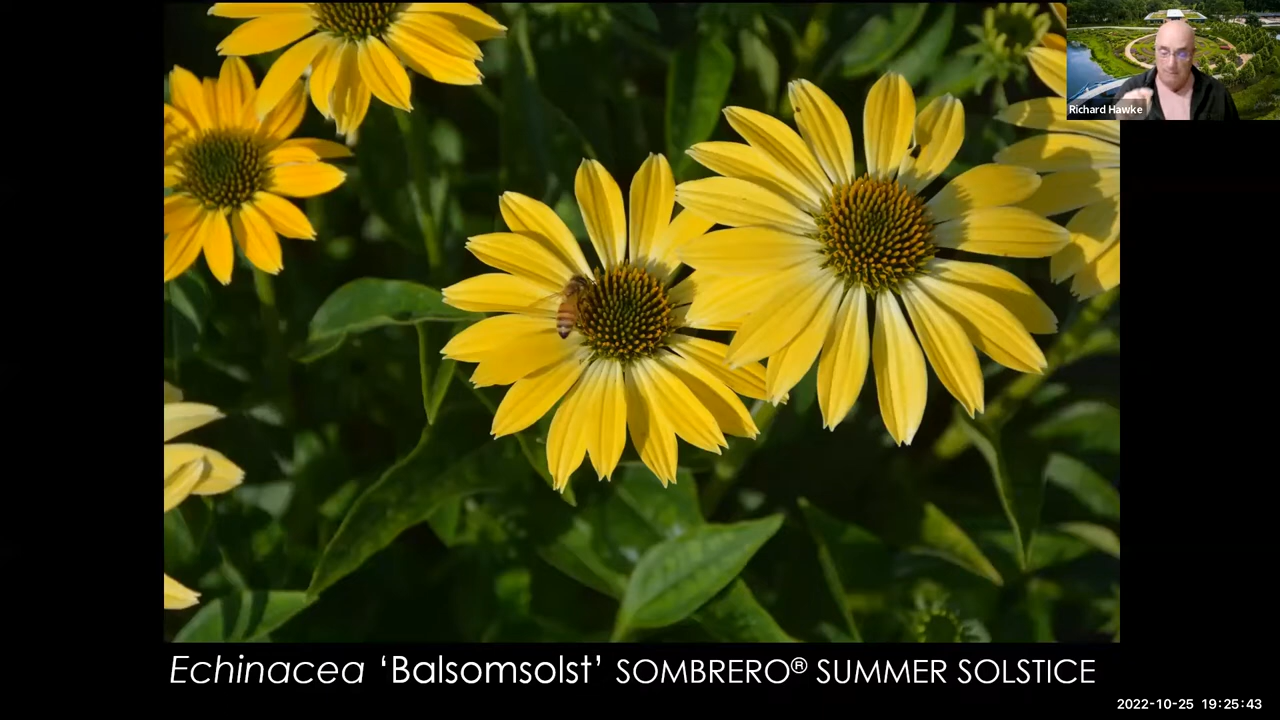 Richard Hawke
Echinacea ‘Balsomsolst’ SOMBRERO® SUMMER SOLSTICE
2022-10-25 19:25:43